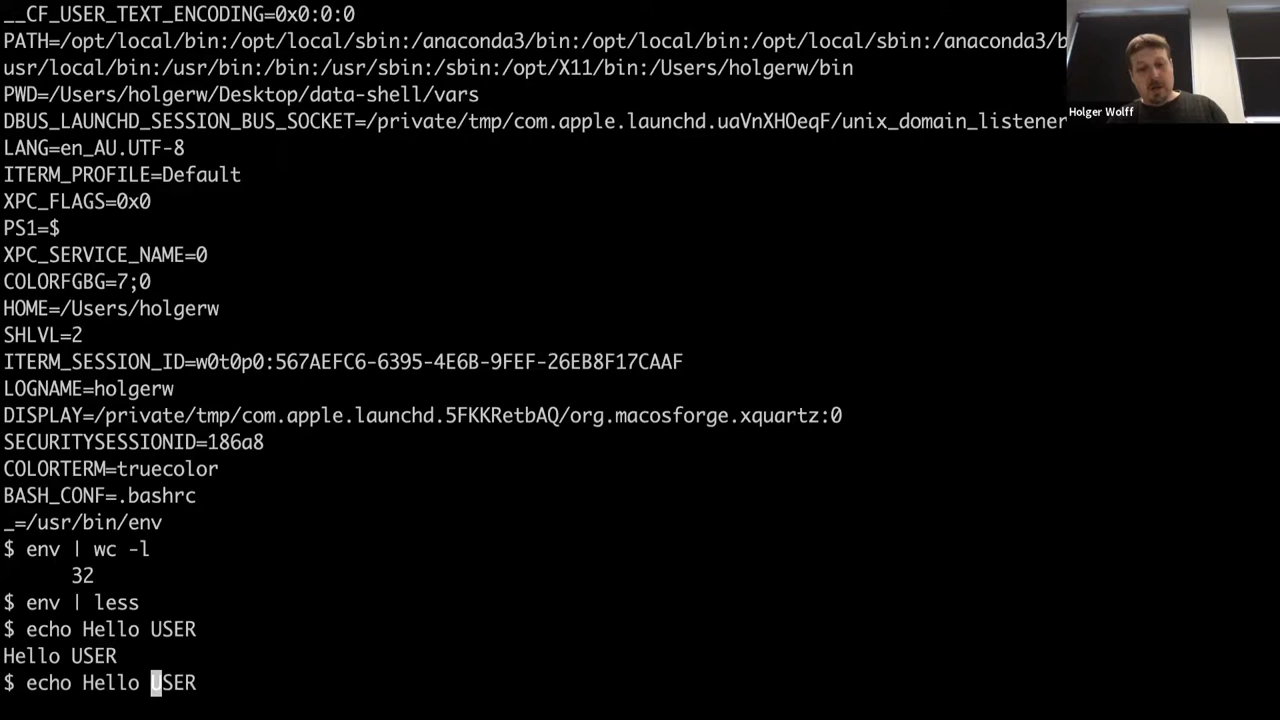 __CF_USER_TEXT_ENCODING=0x0:0:0
PATH=/opt/local/bin:/opt/local/sbin:/anaconda3/bin:/opt/local/bin:/opt/local/sbin:/anaconda3/b
usr/local/bin:/usr/bin:/bin:/usr/sbin:/sbin:/opt/X11/bin:/Users/holgerw/bin
Holger Wolff
PWD=/Users/holgerw/Desktop/data-shell/vars
DBUS_LAUNCHD_SESSION_BUS_SOCKET=/private/tmp/com.apple.launchd.uaVnXHOeqF/unix_domain_listener
LANG=en_AU.UTF-8
ITERM_PROFILE=Default
XPC_FLAGS=0x0
PS1=$
XPC_SERVICE_NAME=0
COLORFGBG=7;0
HOME=/Users/holgerw
SHLVL=2
ITERM_SESSION_ID=w0t0p0:567AEFC6-6395-4E6B-9FEF-26EB8F17CAAF
LOGNAME=holgerw
DISPLAY=/private/tmp/com.apple.launchd.5FKKRetbAQ/org.macosforge.xquartz:0
SECURITYSESSIONID=186a8
COLORTERM=truecolor
BASH_CONF=.bashrc
_=/usr/bin/env
$ env | wc -l
32
$ env | less
$ echo Hello USER
Hello USER
$ echo Hello USER